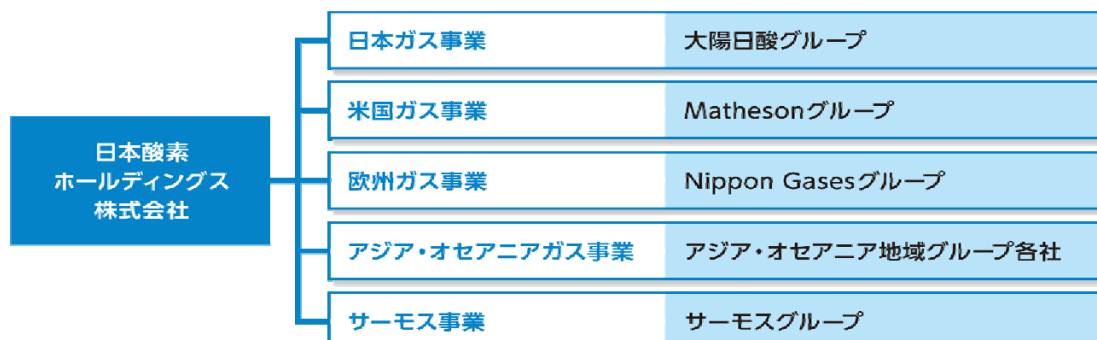 日本酸素
ホールディングス
株式会社
日本ガス事業
大陽日酸グループ
米国ガス事業
Mathesonグループ
欧州ガス事業
Nippon Gasesグループ
アジア・オセアニアガス事業
アジア・オセアニア地域グループ各社
サーモス事業
サーモスグループ